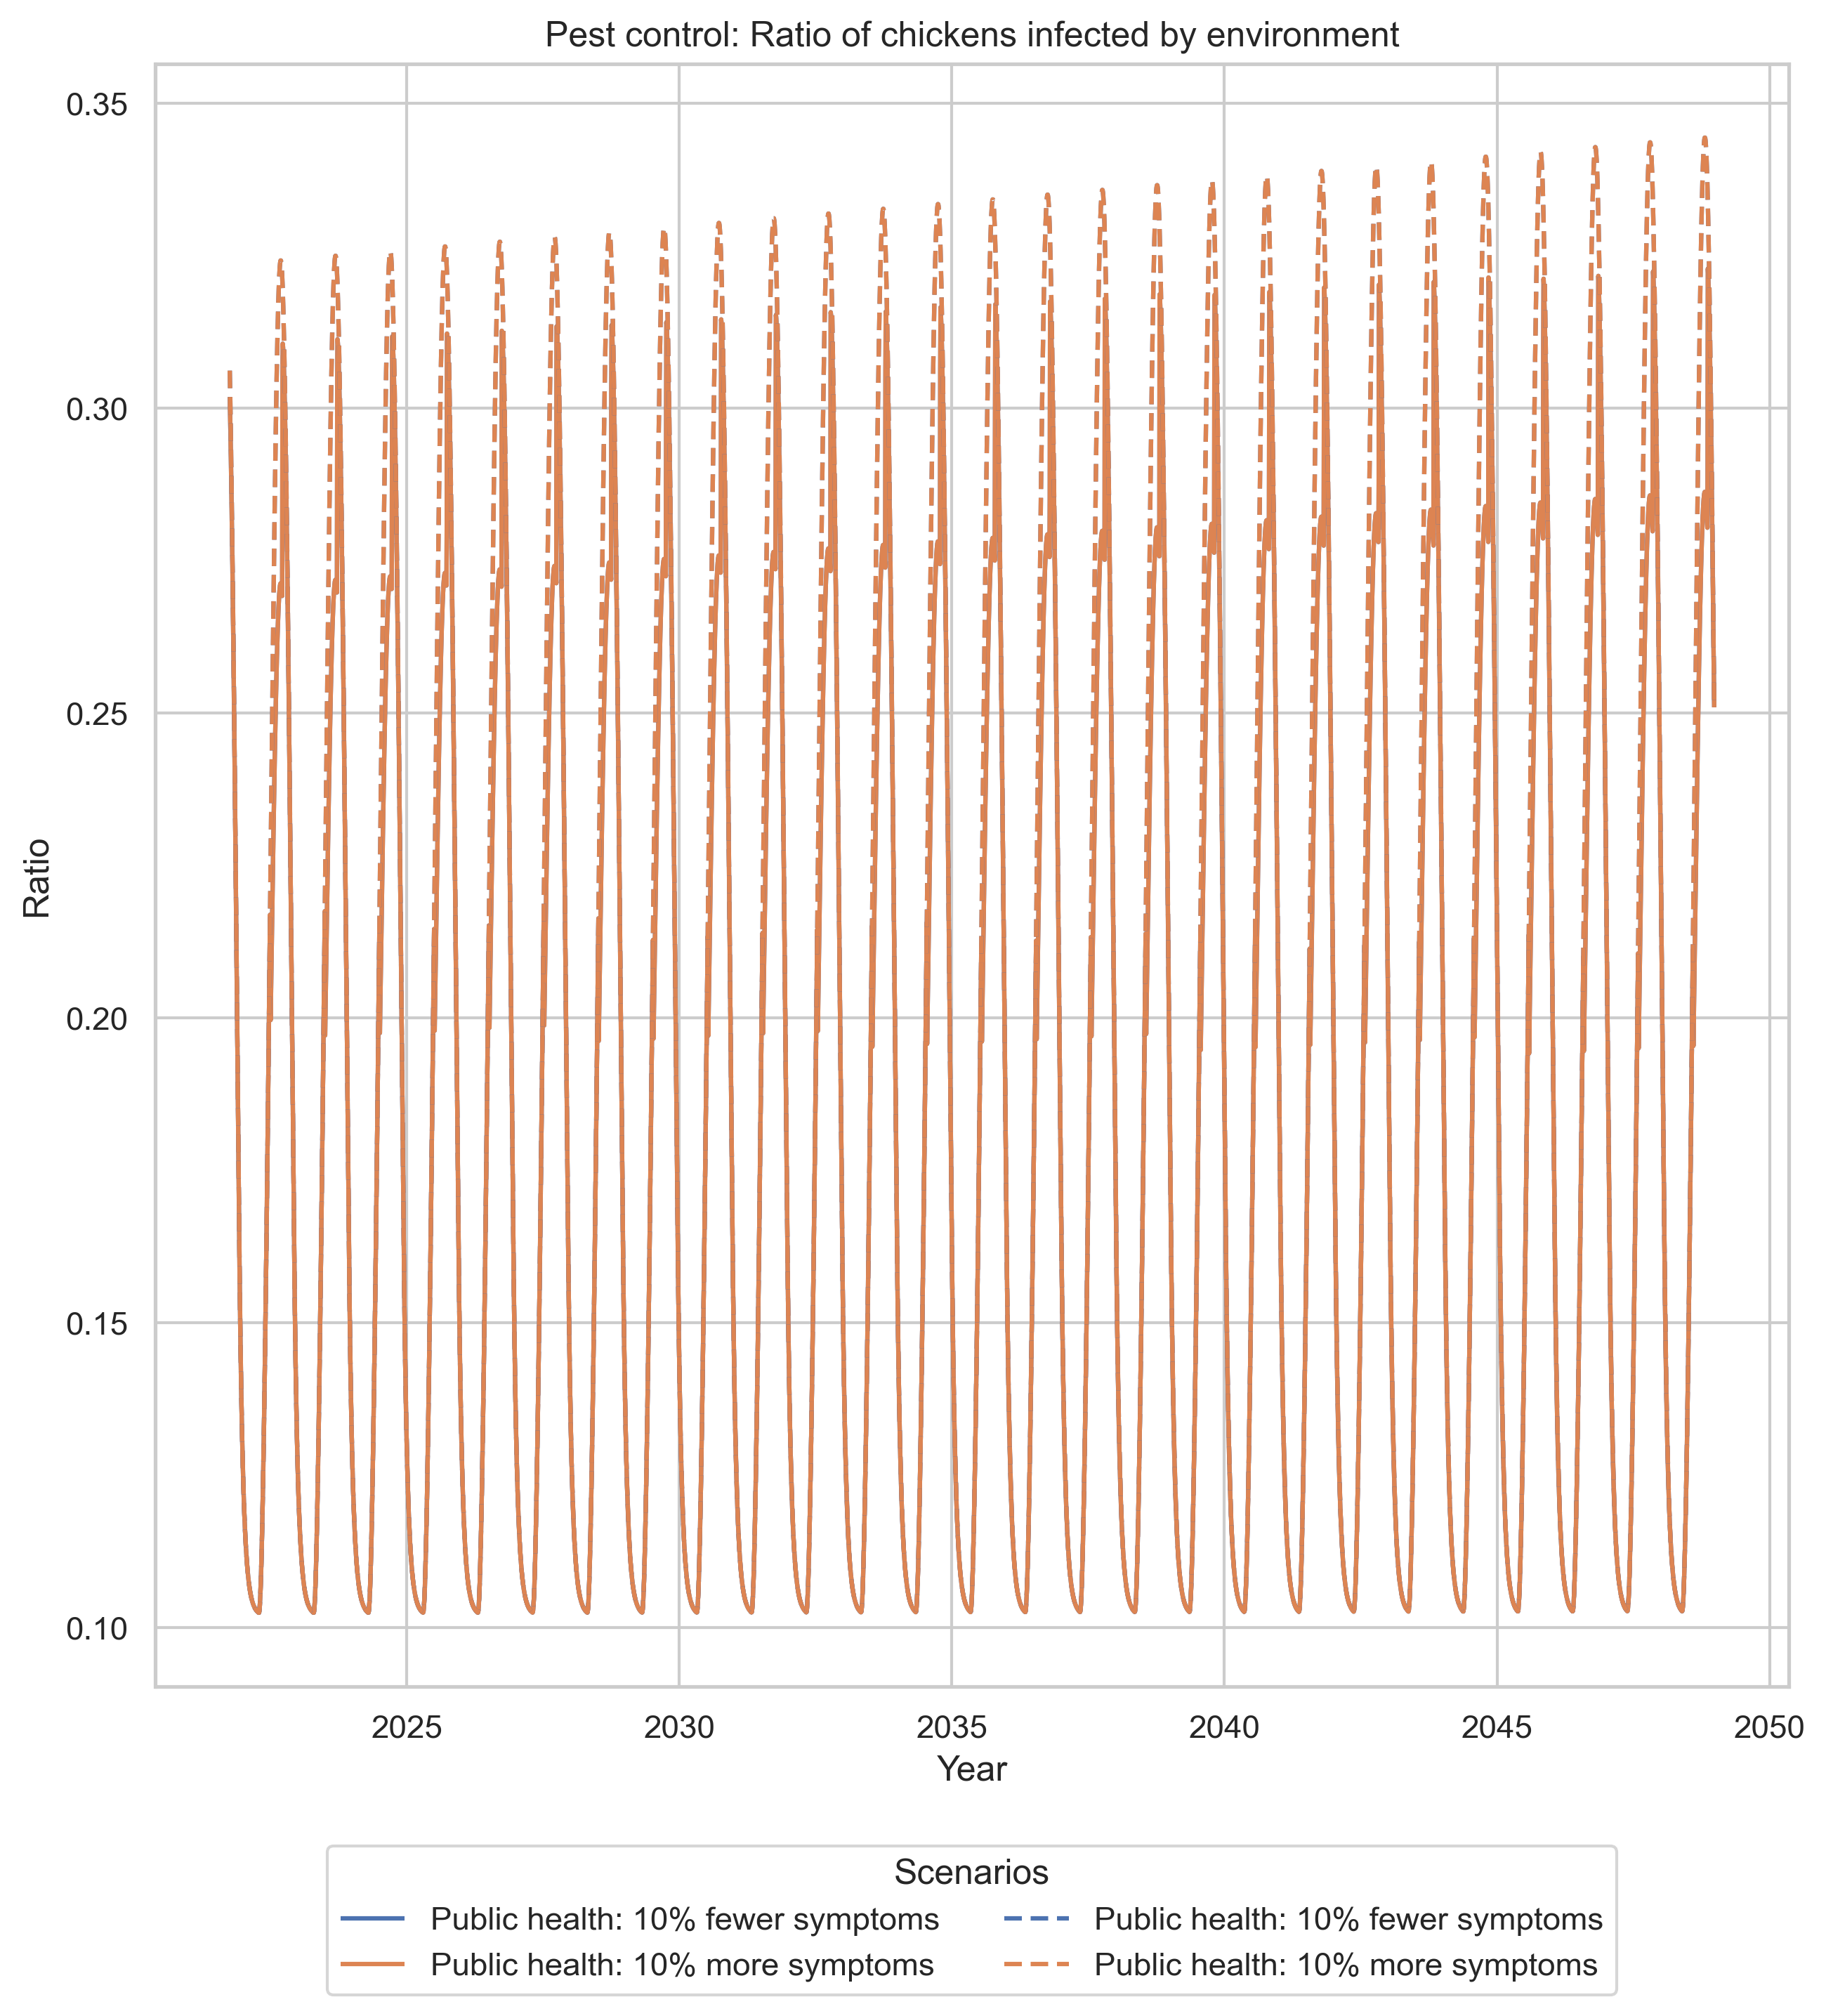 Pest control: Ratio of chickens infected by environment
0.35
0.30
0.25
0.20
0.15
0.10
Ratio
2025 2030 2035 2040 2045 2050
Year
Scenarios
Public health: 10% fewer symptoms Public health: 10% fewer symptoms
Public health: 10% more symptoms Public health: 10% more symptoms